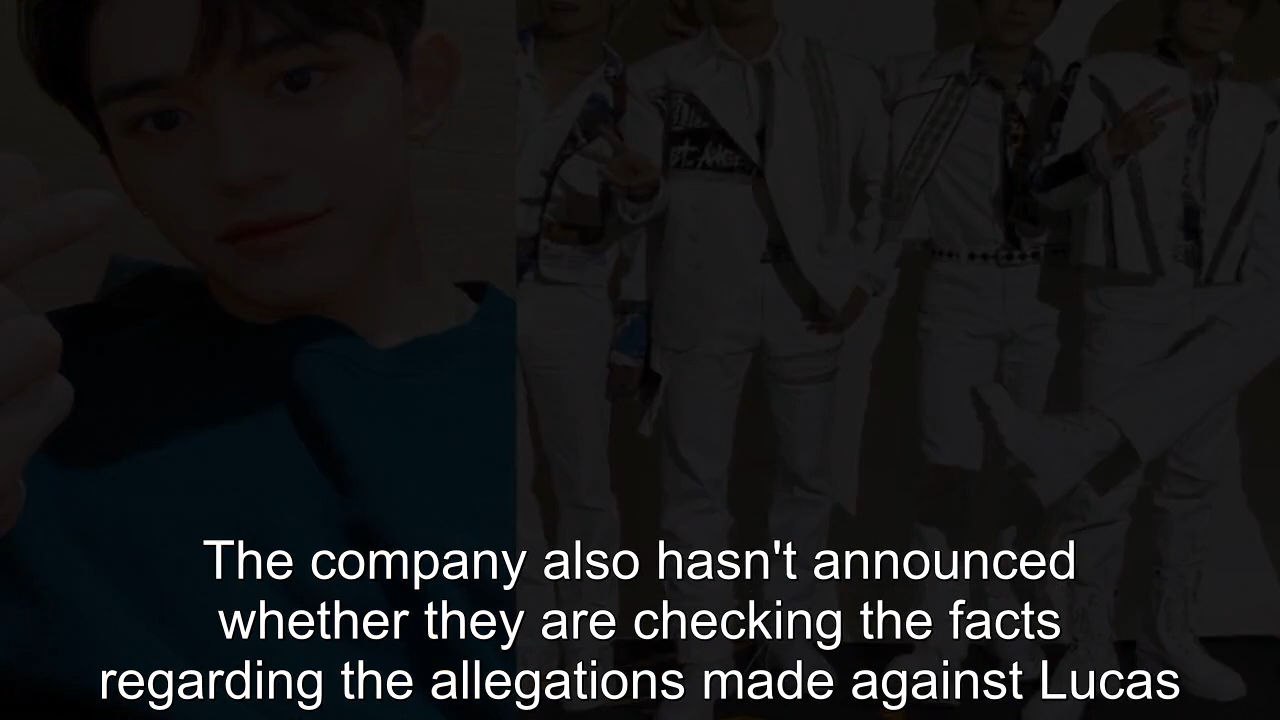 The company also hasn't announced
whether they are checking the facts
regarding the allegations made against Lucas